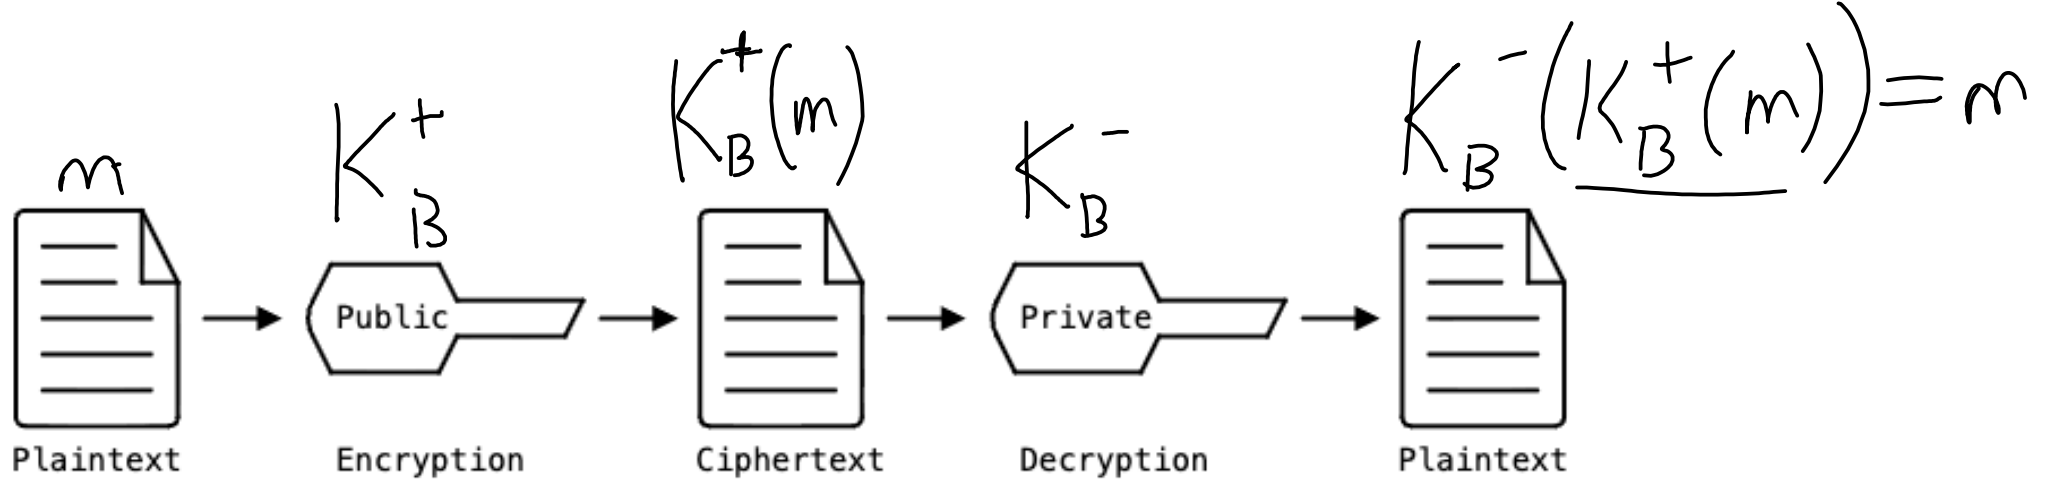 m
K_B^+
K_B^+(m)
K_B^-
K_B^-(K_B^+(m)) = m
Public
Private
Plaintext
Encryption
Ciphertext
Decryption
Plaintext